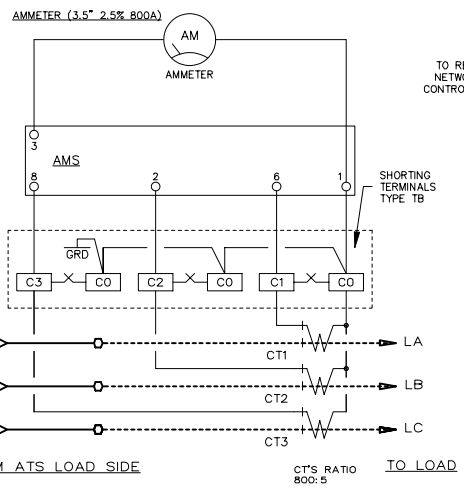 AMMETER (3.5" 2.5% 800A)
AM
AMMETER
TO RE
NETWO
CONTRO
3
AMS
8
2
6
1
SHORTING
TERMINALS
TYPE TB
GRD
C3
C0
C2
C0
C1
C0
CT1
LA
CT2
LB
CT3
LC
M ATS LOAD SIDE
CT'S RATIO
800:5
TO LOAD